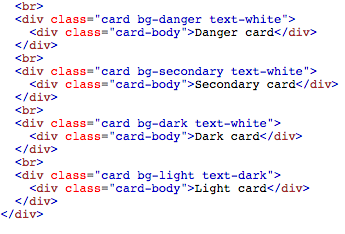 <br>
<div class="card bg-danger text-white">
<div class="card-body">Danger card</div>
</div>
<br>
<div class="card bg-secondary text-white">
<div class="card-body">Secondary card</div>
</div>
<br>
<div class="card bg-dark text-white">
<div class="card-body">Dark card</div>
</div>
<br>
<div class="card bg-light text-dark">
<div class="card-body">Light card</div>
</div>
</div>